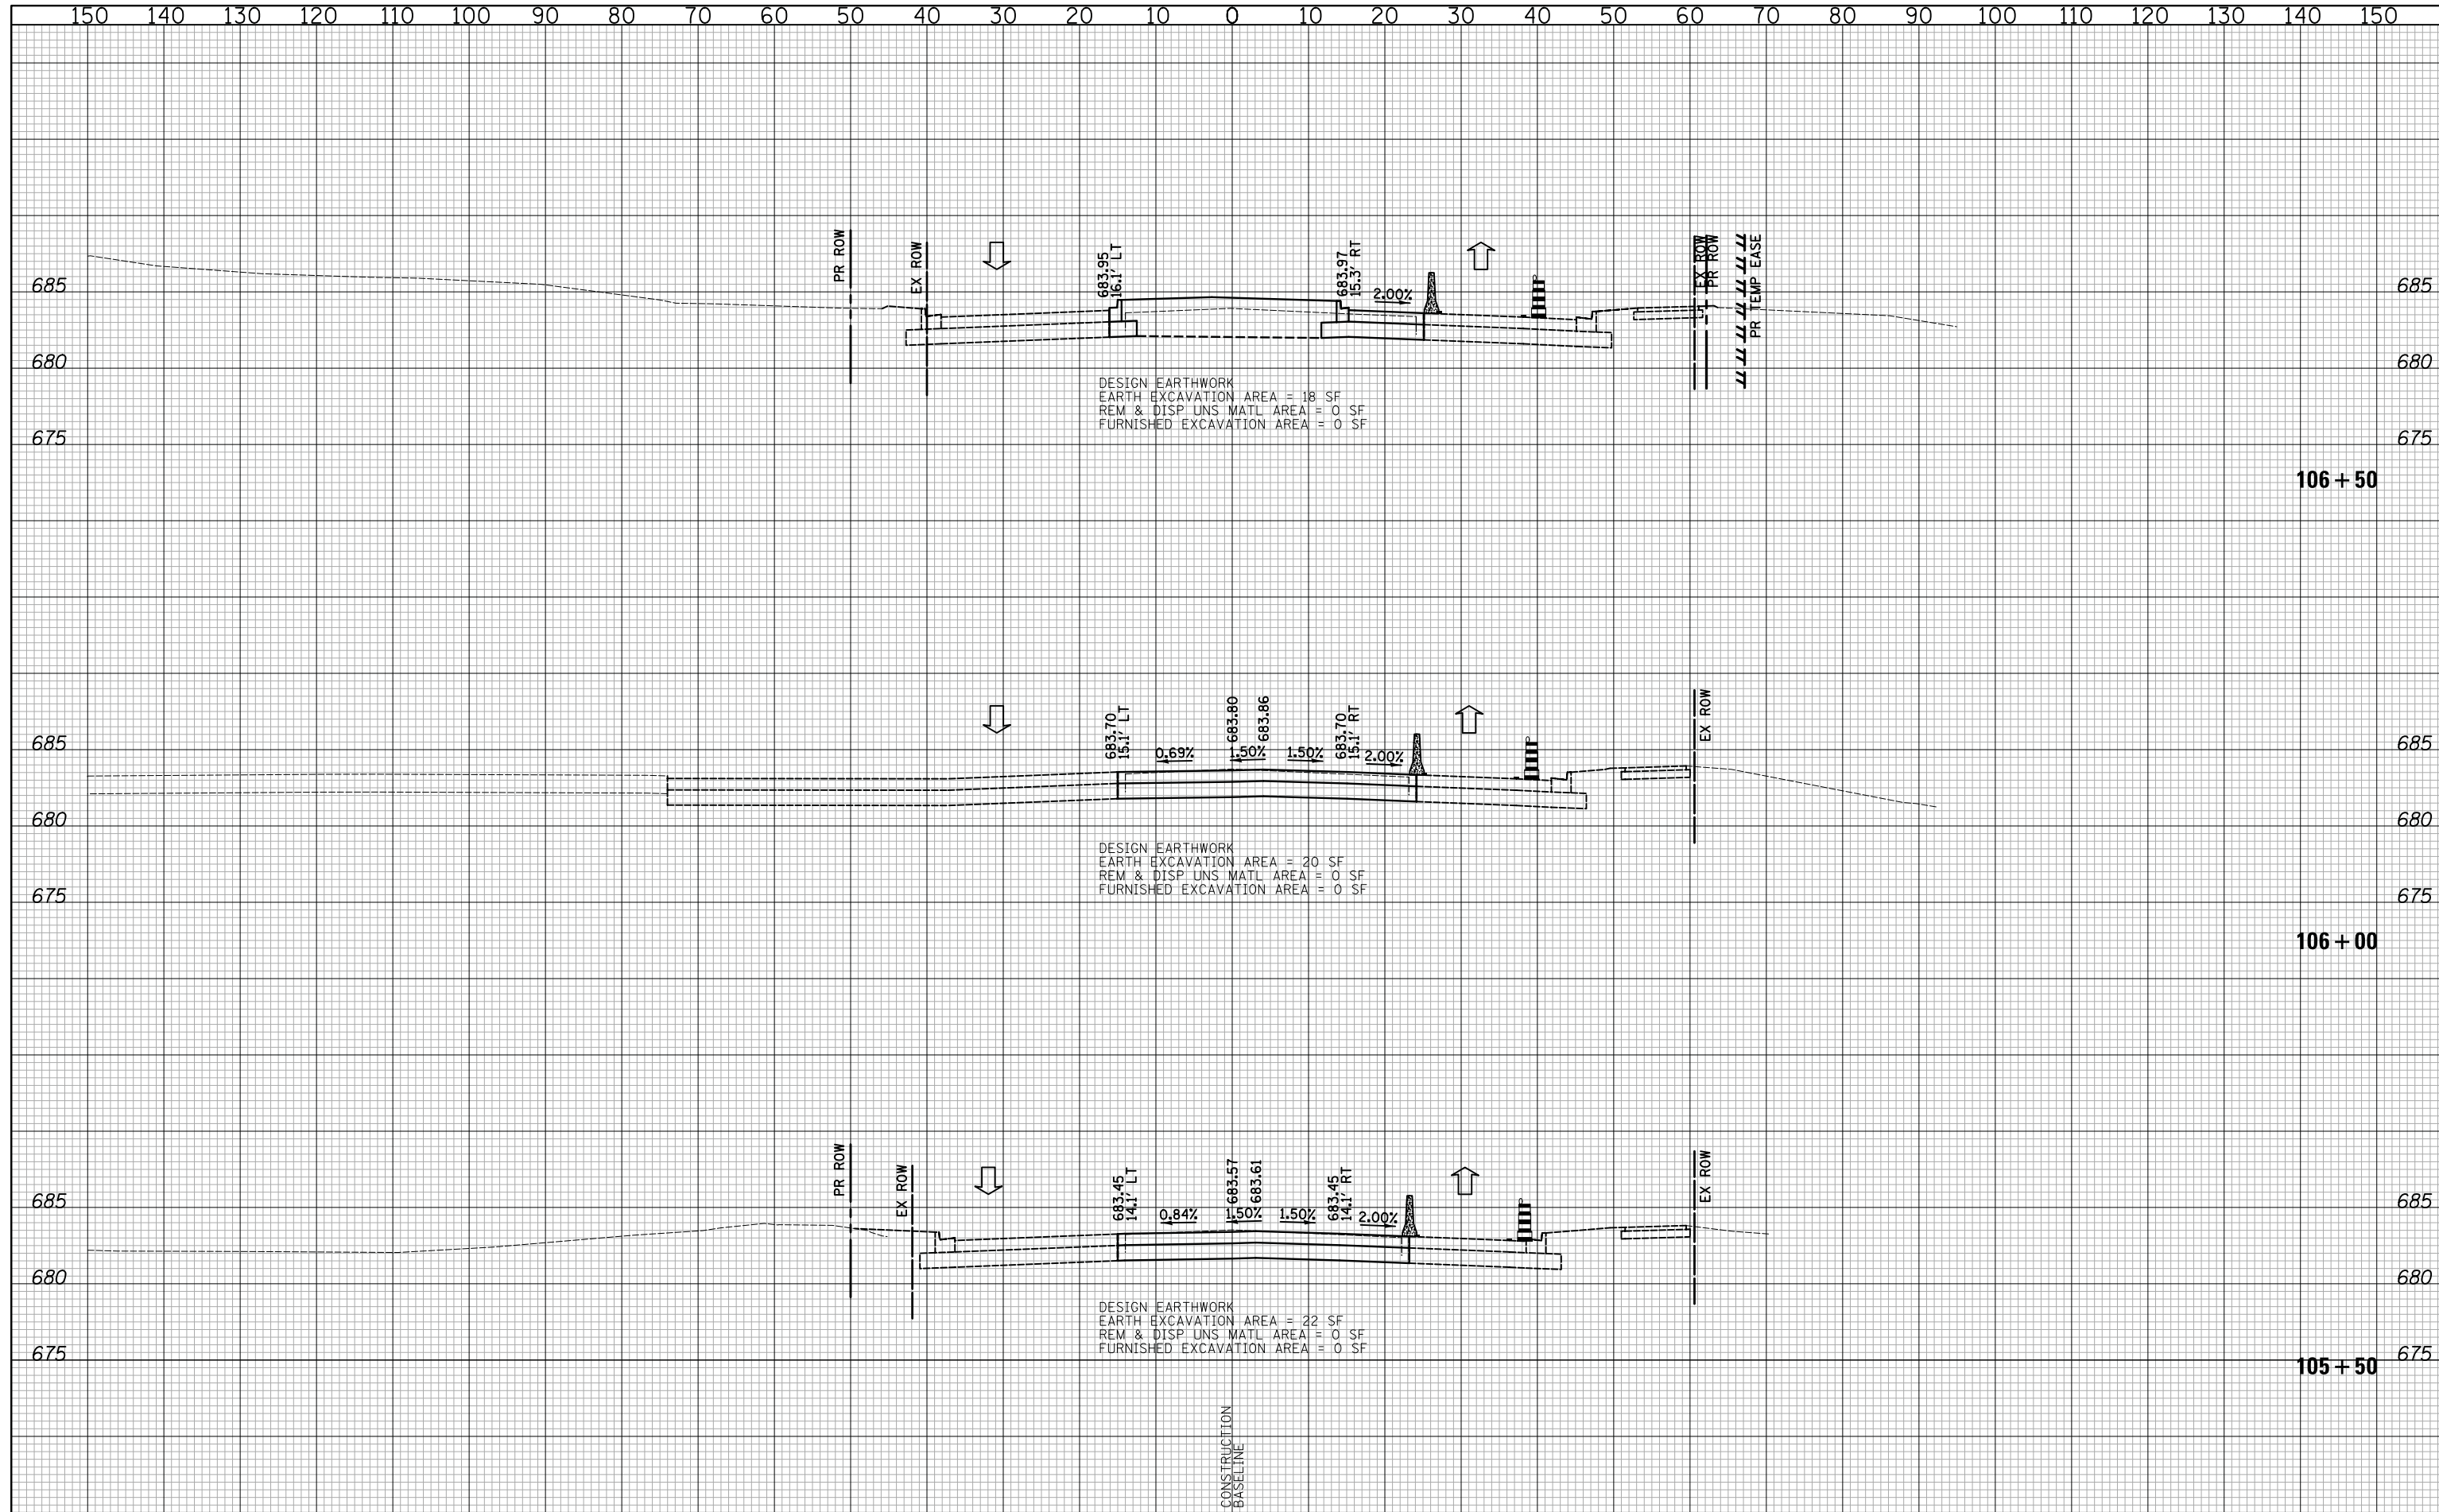 150 140 130 120 110 100 90 80 70 60 50 40 30 20 10 0 10 20 30 40 50 60 70 80 90 100 110 120 130 140 150
PR ROW
EX ROW
683.95
16.1' LT
683.97
15.3' RT
2.00%
EX ROW
PR ROW
PR TEMP EASE
685 685
680 680
DESIGN EARTHWORK
EARTH EXCAVATION AREA = 18 SF
REM & DISP UNS MATL AREA = 0 SF
FURNISHED EXCAVATION AREA = 0 SF
675 675
106+50
683.70
15.1' LT
683.80
683.86
683.70
15.1' RT
EX ROW
0.69% 1.50% 1.50% 2.00%
685 685
680 680
DESIGN EARTHWORK
EARTH EXCAVATION AREA = 20 SF
REM & DISP UNS MATL AREA = 0 SF
FURNISHED EXCAVATION AREA = 0 SF
675 675
106+00
PR ROW
EX ROW
683.45
14.1' LT
683.57
683.61
683.45
14.1' RT
EX ROW
0.84% 1.50% 1.50% 2.00%
685 685
680 680
DESIGN EARTHWORK
EARTH EXCAVATION AREA = 22 SF
REM & DISP UNS MATL AREA = 0 SF
FURNISHED EXCAVATION AREA = 0 SF
675 675
105+50
CONSTRUCTION
BASELINE